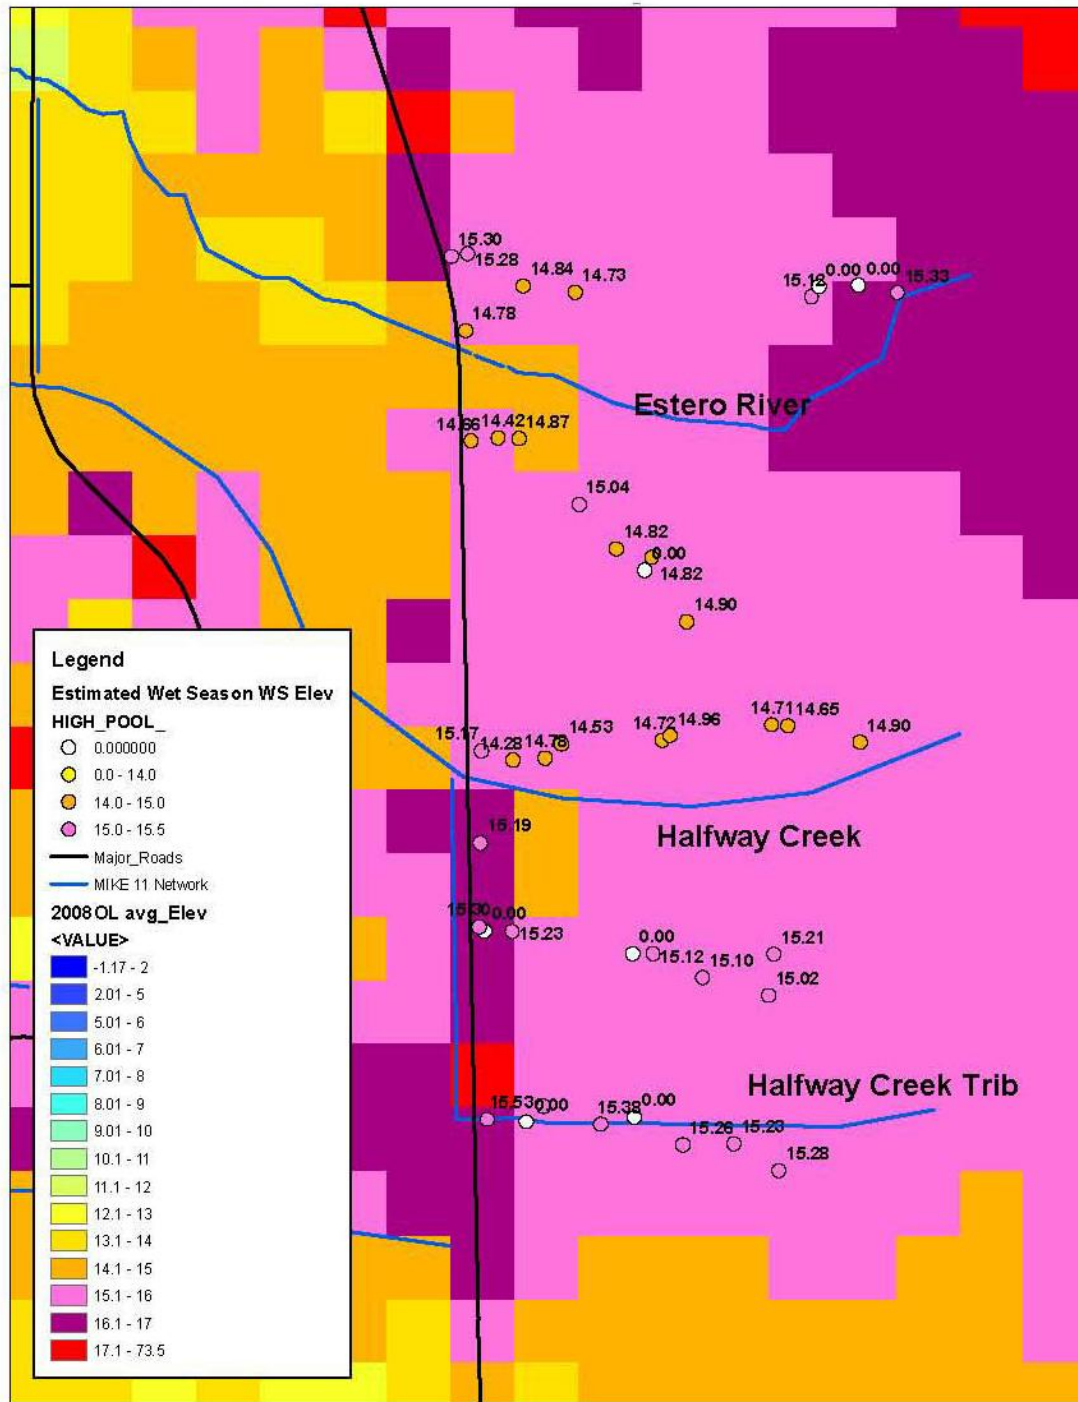 15.30
15.28
14.84
14.73
15.12
0.00
0.00
15.33
14.78
Estero River
14.66
14.42
14.87
15.04
14.82
0.00
14.82
14.90
15.17
14.28
14.78
14.53
14.72
14.96
14.71
14.65
14.90
15.19
Halfway Creek
15.30
0.00
15.23
0.00
15.12
15.10
15.21
15.02
Halfway Creek Trib
15.53
0.00
15.38
0.00
15.26
15.23
15.28
Legend
Estimated Wet Season WS Elev
HIGH_POOL_
0.000000
0.0 - 14.0
14.0 - 15.0
15.0 - 15.5
Major_Roads
MIKE 11 Network
2008 OL avg_Elev
<VALUE>
-1.17 - 2
2.01 - 5
5.01 - 6
6.01 - 7
7.01 - 8
8.01 - 9
9.01 - 10
10.1 - 11
11.1 - 12
12.1 - 13
13.1 - 14
14.1 - 15
15.1 - 16
16.1 - 17
17.1 - 73.5